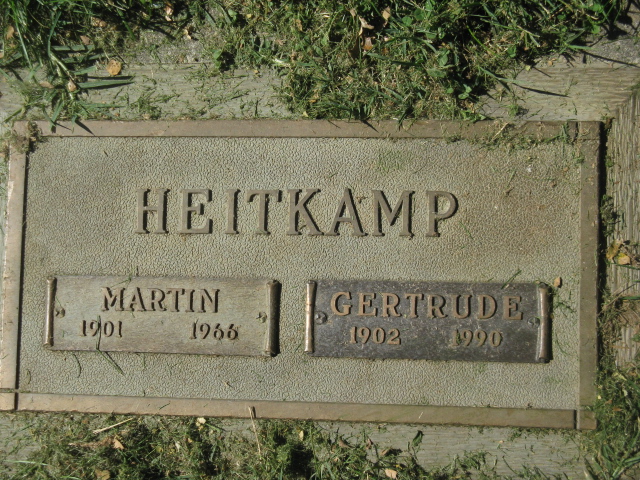 HEITKAMP
MARTIN
1901 1966
GERTRUDE
1902 1990